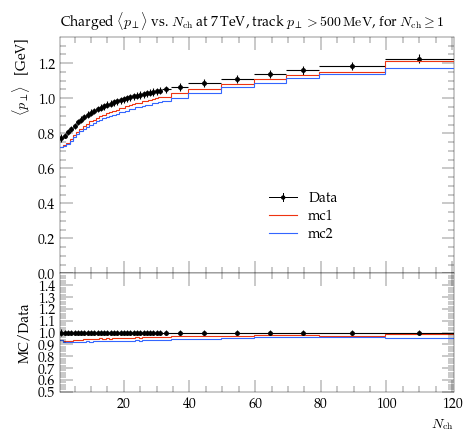 Charged ⟨p⊥⟩ vs. Nch at 7 TeV, track p⊥ > 500 MeV, for Nch ≥ 1
⟨p⊥⟩ [GeV]
1.2
1.0
0.8
0.6
0.4
0.2
0.0
Data
mc1
mc2
MC/Data
1.4
1.3
1.2
1.1
1.0
0.9
0.8
0.7
0.6
0.5
20 40 60 80 100 120
Nch